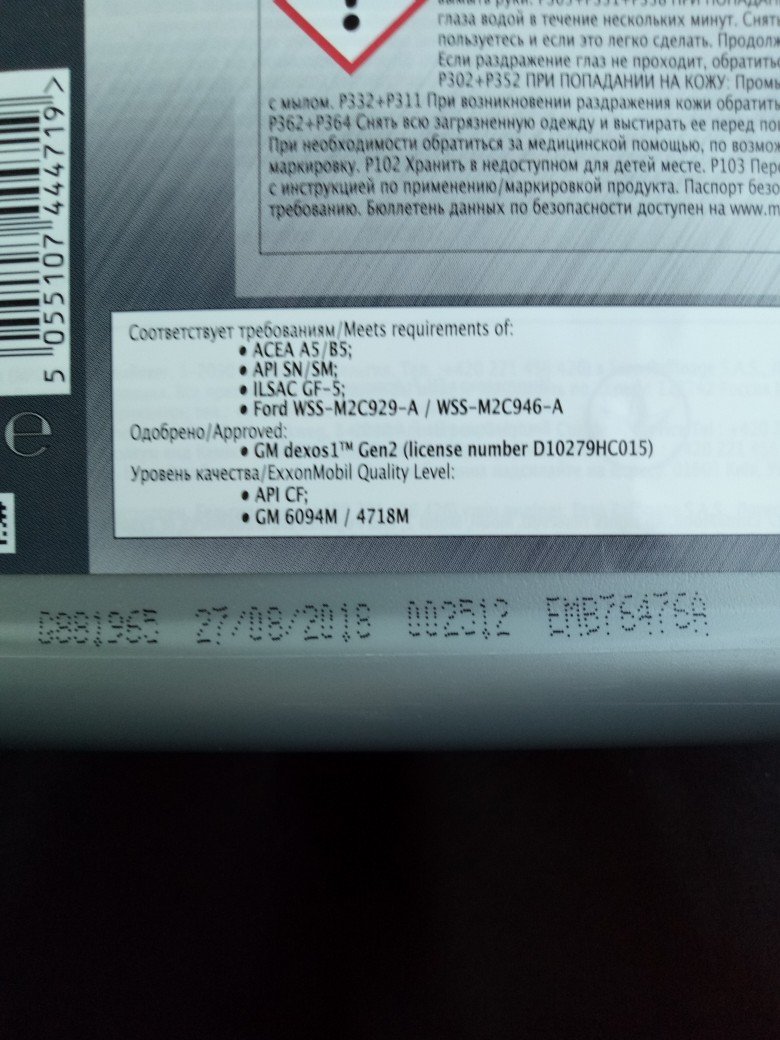 глаза водой в течение нескольких минут. Снять
пользуетесь и если это легко сделать. Продолж
Если раздражение глаз не проходит, обратитьс
P302+P352 ПРИ ПОПАДАНИИ НА КОЖУ: Промы
с мылом. P332+P311 При возникновении раздражения кожи обратить
P362+P364 Снять всю загрязненную одежду и выстирать ее перед по
При необходимости обратиться за медицинской помощью, по возмож
маркировку. P102 Хранить в недоступном для детей месте. P103 Пере
с инструкцией по применению/маркировкой продукта. Паспорт безо
требованию. Бюллетень данных по безопасности доступен на www.m
5 055107 444719 >
e
Соответствует требованиям/Meets requirements of:
• ACEA A5/B5;
• API SN/SM;
• ILSAC GF-5;
• Ford WSS-M2C929-A / WSS-M2C946-A
Одобрено/Approved:
• GM dexos1™ Gen2 (license number D10279HC015)
Уровень качества/ExxonMobil Quality Level:
• API CF;
• GM 6094M / 4718M
G881965 27/08/2018 002512 EMB76476A